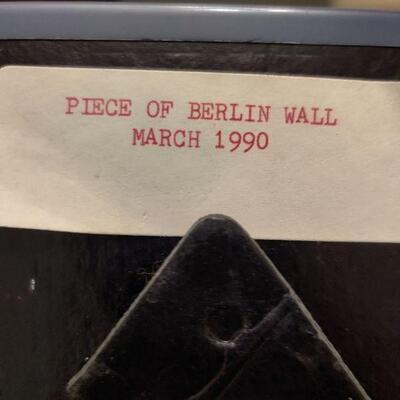 PIECE OF BERLIN WALL
MARCH 1990